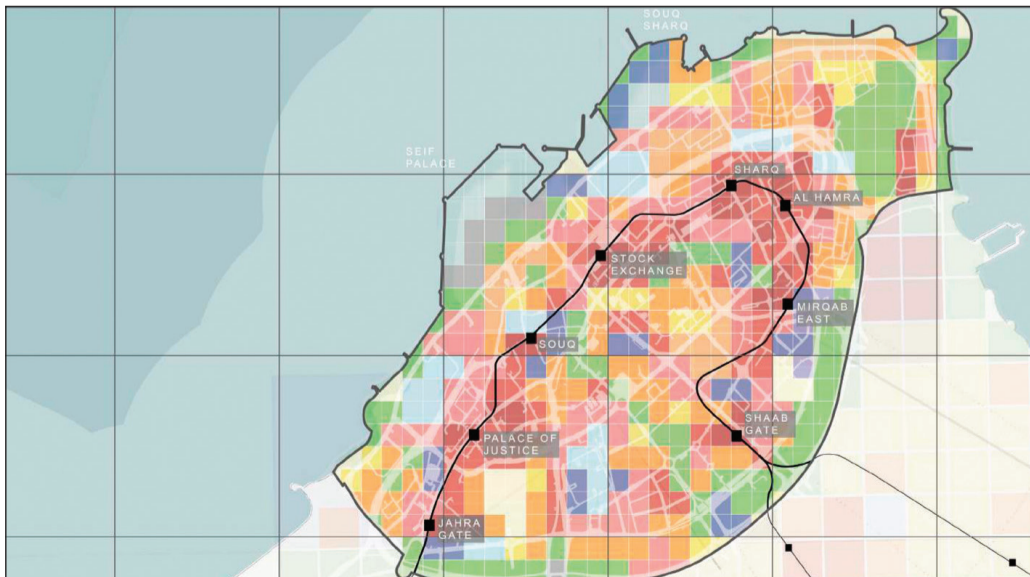 SOUQ
SHARQ
SEIF
PALACE
SHARQ
AL HAMRA
STOCK
EXCHANGE
MIRQAB
EAST
SOUQ
SHAAB
GATE
PALACE OF
JUSTICE
JAHRA
GATE